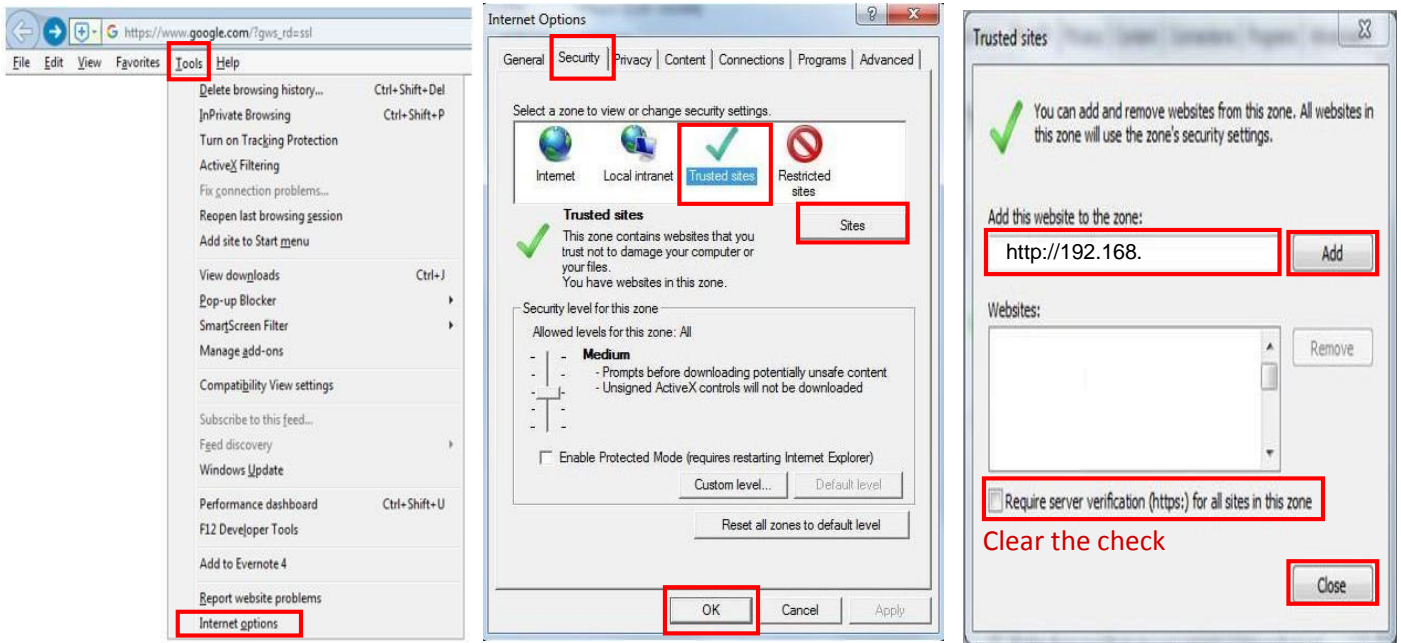 https://www.google.com/?gws_rd=ssl
File Edit View Favorites Tools Help
Delete browsing history... Ctrl+Shift+Del
InPrivate Browsing Ctrl+Shift+P
Turn on Tracking Protection
ActiveX Filtering
Fix connection problems...
Reopen last browsing session
Add site to Start menu
View downloads Ctrl+J
Pop-up Blocker
SmartScreen Filter
Manage add-ons
Compatibility View settings
Subscribe to this feed...
Feed discovery
Windows Update
Performance dashboard Ctrl+Shift+U
F12 Developer Tools
Add to Evernote 4
Report website problems
Internet options
Internet Options
General Security Privacy Content Connections Programs Advanced
Select a zone to view or change security settings.
Internet Local intranet Trusted sites Restricted
sites
Trusted sites
Sites
This zone contains websites that you
trust not to damage your computer or
your files.
You have websites in this zone.
Security level for this zone
Allowed levels for this zone: All
Medium
- Prompts before downloading potentially unsafe content
- Unsigned ActiveX controls will not be downloaded
Enable Protected Mode (requires restarting Internet Explorer)
Custom level... Default level
Reset all zones to default level
OK Cancel Apply
Trusted sites
You can add and remove websites from this zone. All websites in
this zone will use the zone's security settings.
Add this website to the zone:
http://192.168. Add
Websites:
Remove
Require server verification (https:) for all sites in this zone
Clear the check
Close